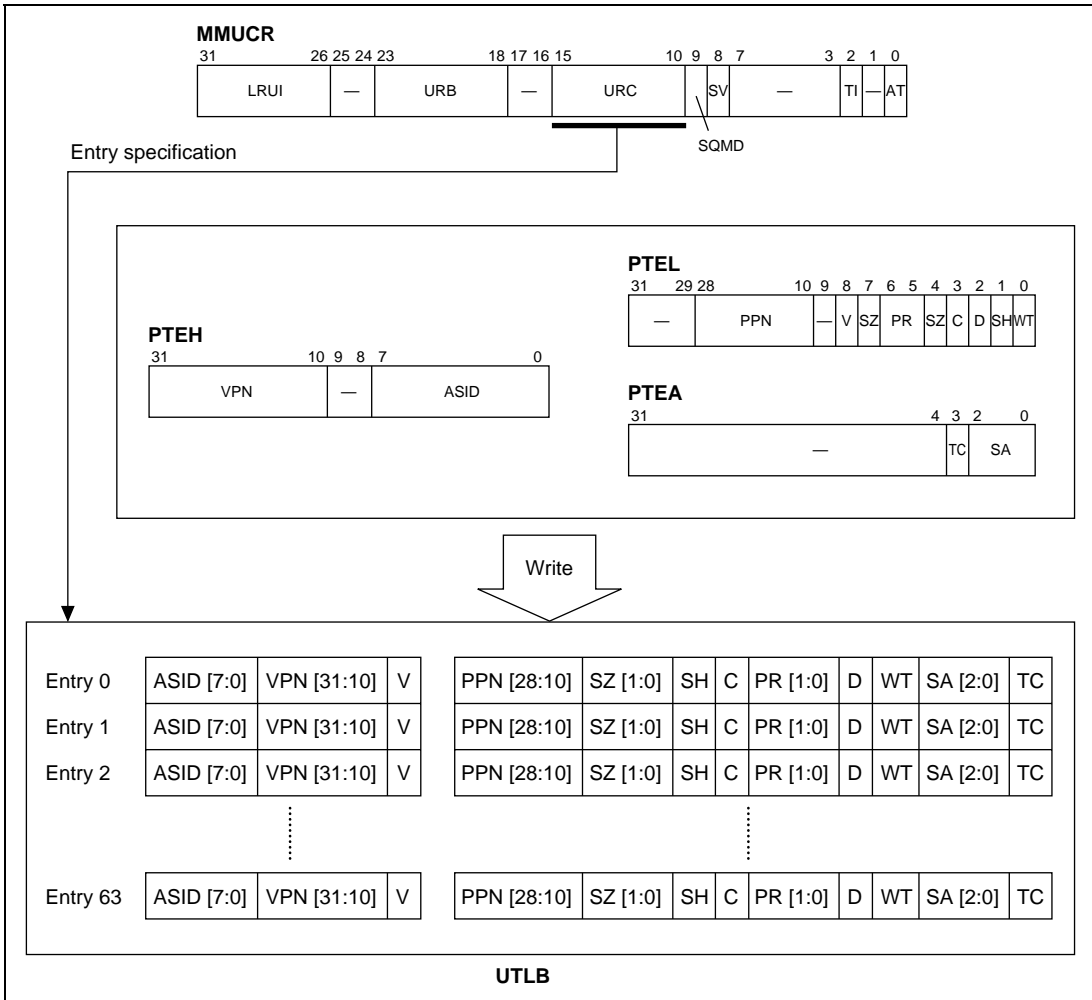 MMUCR
31 26 25 24 23 18 17 16 15 10 9 8 7 3 2 1 0
LRUI — URB — URC SV — TI — AT
SQMD
Entry specification
PTEL
31 29 28 10 9 8 7 6 5 4 3 2 1 0
— PPN — V SZ PR SZ C D SH WT
PTEH
31 10 9 8 7 0
VPN — ASID
PTEA
31 4 3 2 0
— TC SA
Write
Entry 0 ASID [7:0] VPN [31:10] V PPN [28:10] SZ [1:0] SH C PR [1:0] D WT SA [2:0] TC
Entry 1 ASID [7:0] VPN [31:10] V PPN [28:10] SZ [1:0] SH C PR [1:0] D WT SA [2:0] TC
Entry 2 ASID [7:0] VPN [31:10] V PPN [28:10] SZ [1:0] SH C PR [1:0] D WT SA [2:0] TC
Entry 63 ASID [7:0] VPN [31:10] V PPN [28:10] SZ [1:0] SH C PR [1:0] D WT SA [2:0] TC
UTLB